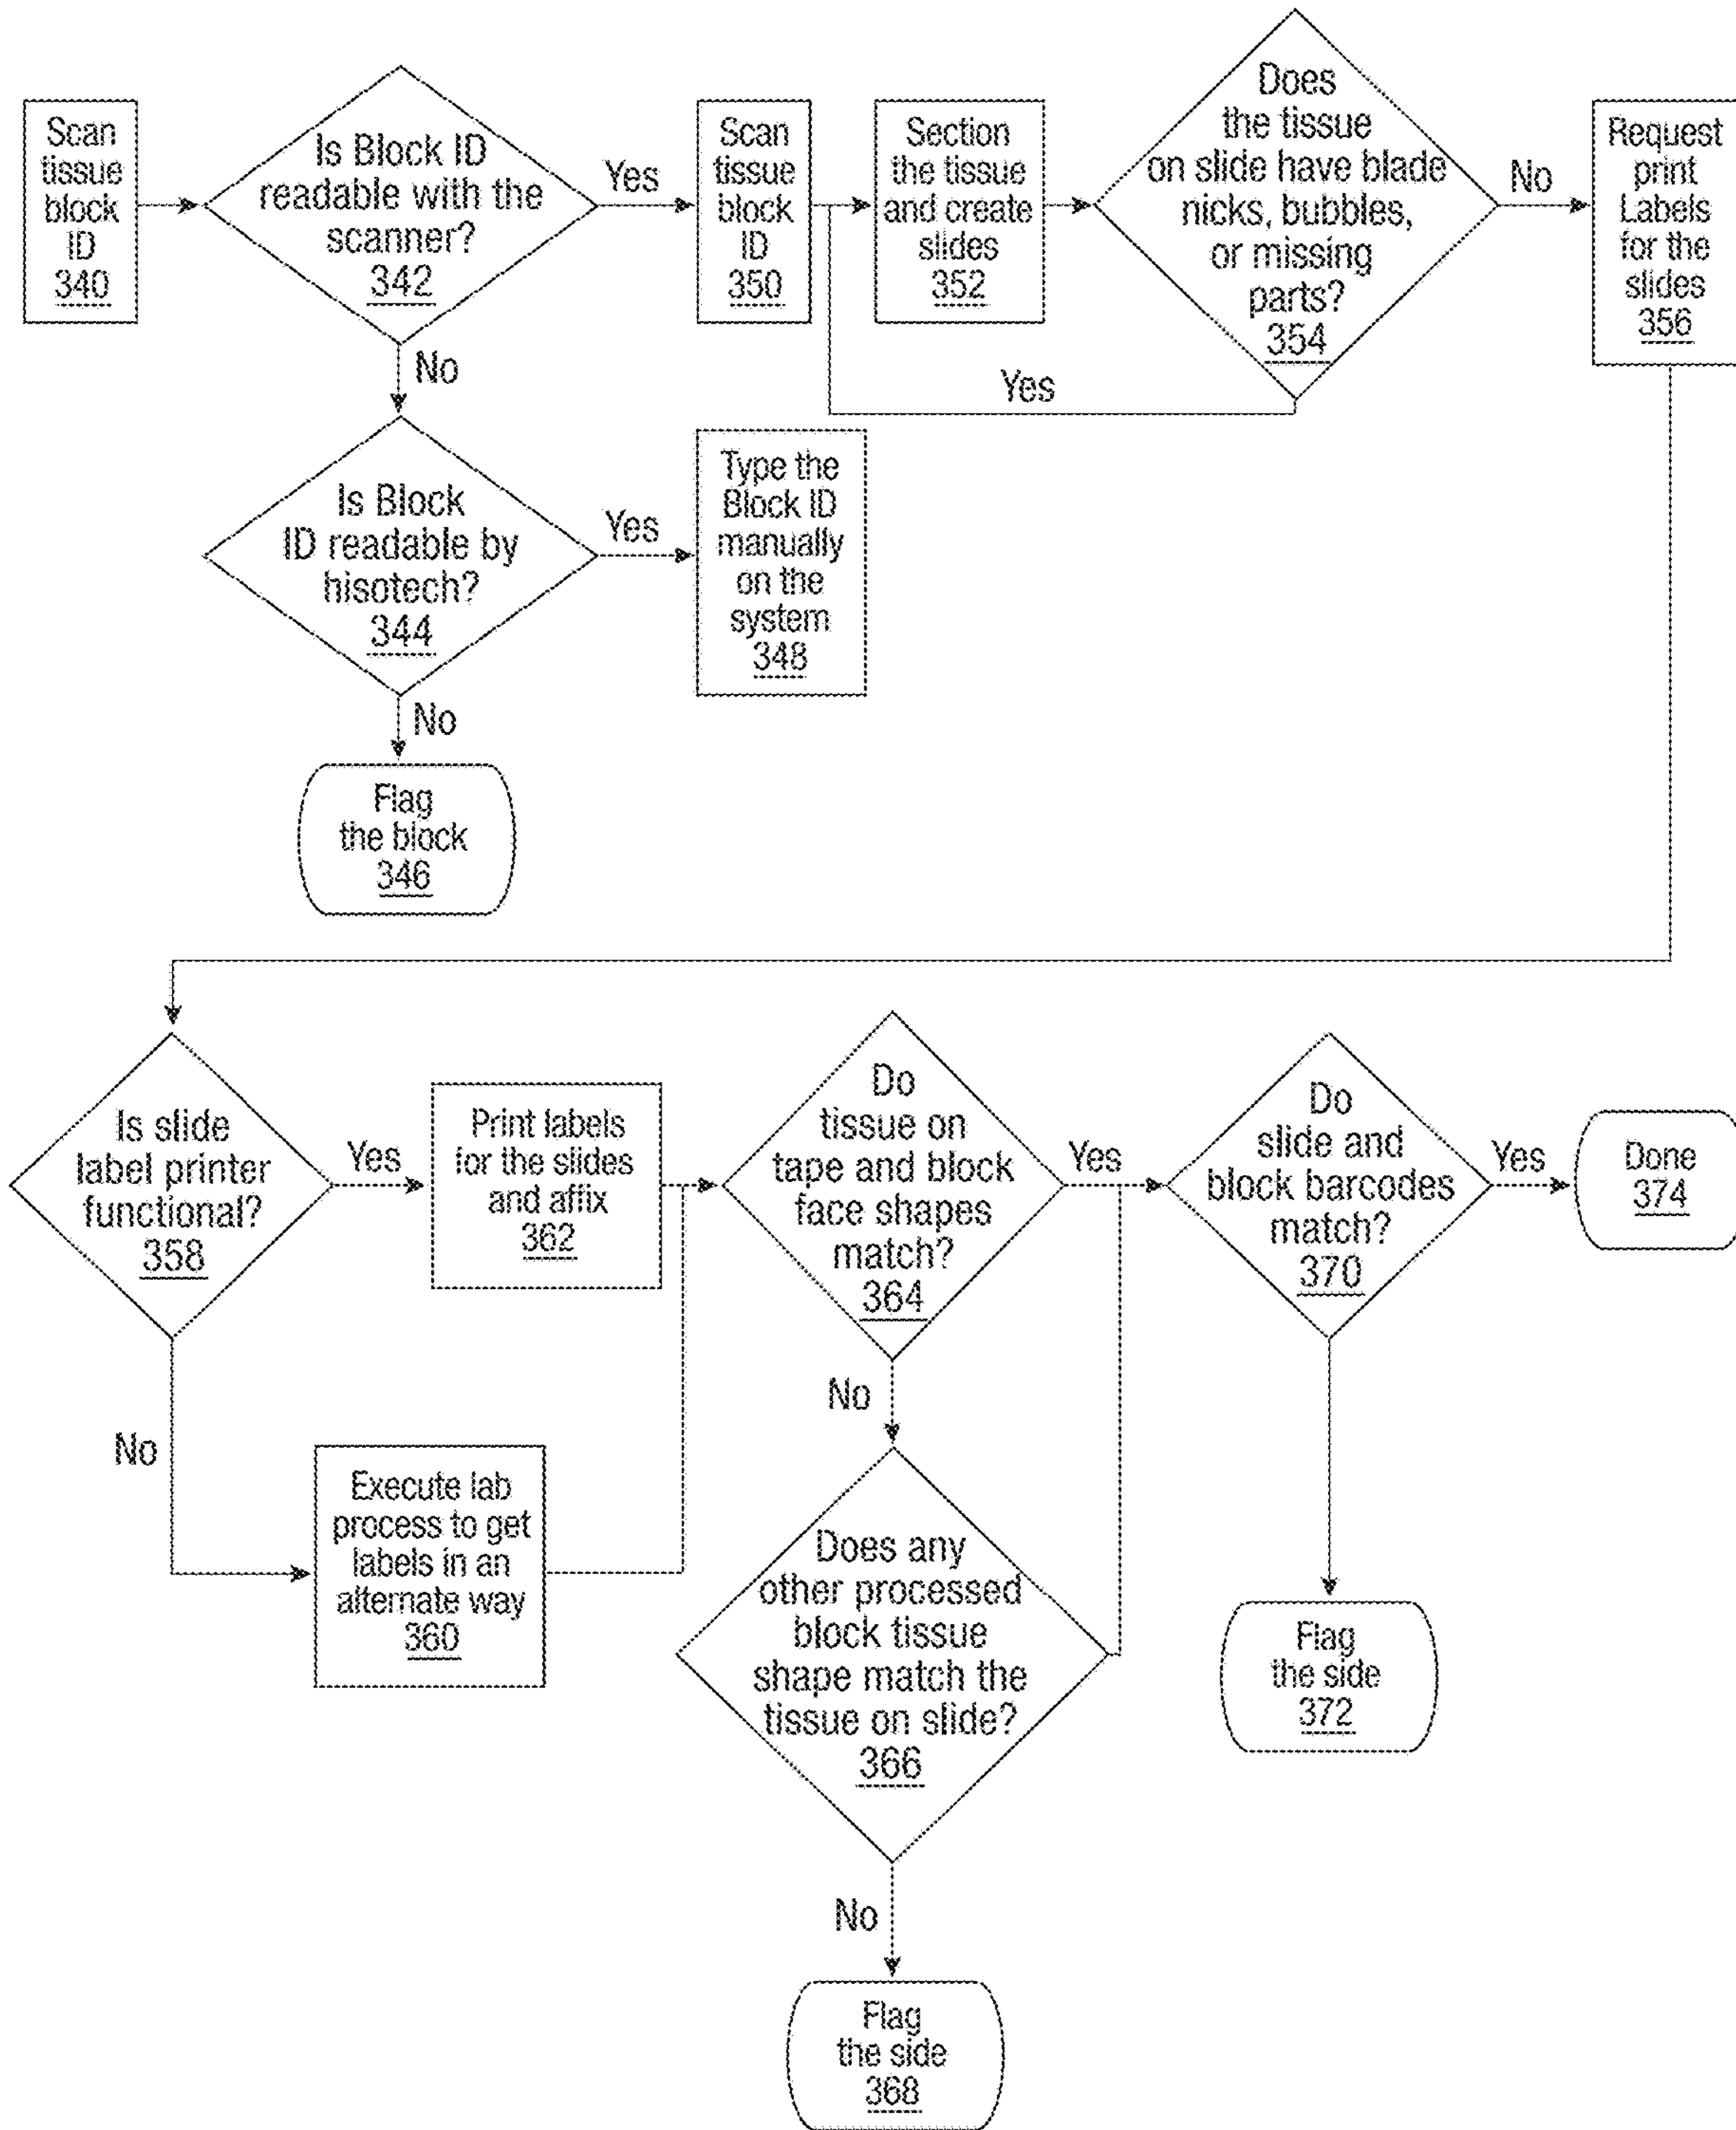 Scan
tissue
block
ID
340
Is Block ID
readable with the
scanner?
342
Yes
Scan
tissue
block
ID
350
Section
the tissue
and create
slides
352
Does
the tissue
on slide have blade
nicks, bubbles,
or missing
parts?
354
No
Request
print
Labels
for the
slides
356
No
Yes
Is Block
ID readable by
hisotech?
344
Yes
Type the
Block ID
manually
on the
system
348
No
Flag
the block
346
Is slide
label printer
functional?
358
Yes
Print labels
for the slides
and affix
362
Do
tissue on
tape and block
face shapes
match?
364
Yes
Do
slide and
block barcodes
match?
370
Yes
Done
374
No
No
Execute lab
process to get
labels in an
alternate way
360
Does any
other processed
block tissue
shape match the
tissue on slide?
366
Flag
the side
372
No
Flag
the side
368